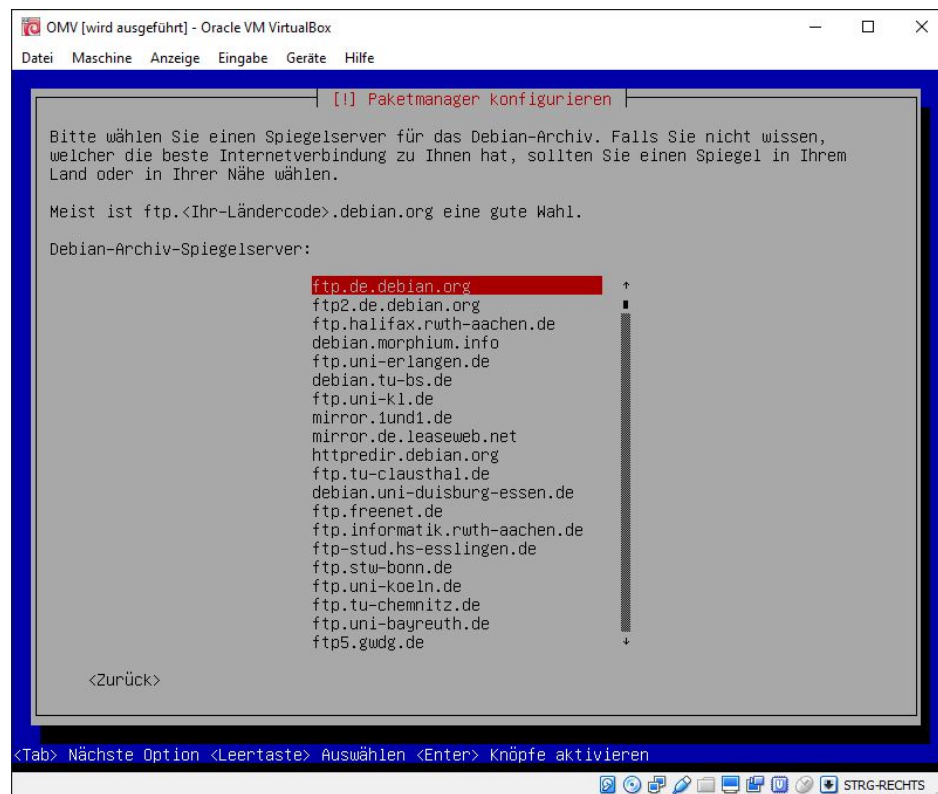 OMV [wird ausgeführt] - Oracle VM VirtualBox
Datei Maschine Anzeige Eingabe Geräte Hilfe
[!] Paketmanager konfigurieren
Bitte wählen Sie einen Spiegelserver für das Debian-Archiv. Falls Sie nicht wissen,
welcher die beste Internetverbindung zu Ihnen hat, sollten Sie einen Spiegel in Ihrem
Land oder in Ihrer Nähe wählen.
Meist ist ftp.<Ihr-Ländercode>.debian.org eine gute Wahl.
Debian-Archiv-Spiegelserver:
ftp.de.debian.org
ftp2.de.debian.org
ftp.halifax.rwth-aachen.de
debian.morphium.info
ftp.uni-erlangen.de
debian.tu-bs.de
ftp.uni-kl.de
mirror.1und1.de
mirror.de.leaseweb.net
httpredir.debian.org
ftp.tu-clausthal.de
debian.uni-duisburg-essen.de
ftp.freenet.de
ftp.informatik.rwth-aachen.de
ftp-stud.hs-esslingen.de
ftp.stw-bonn.de
ftp.uni-koeln.de
ftp.tu-chemnitz.de
ftp.uni-bayreuth.de
ftp5.gwdg.de
<Zurück>
<Tab> Nächste Option <Leertaste> Auswählen <Enter> Knöpfe aktivieren
STRG-RECHTS